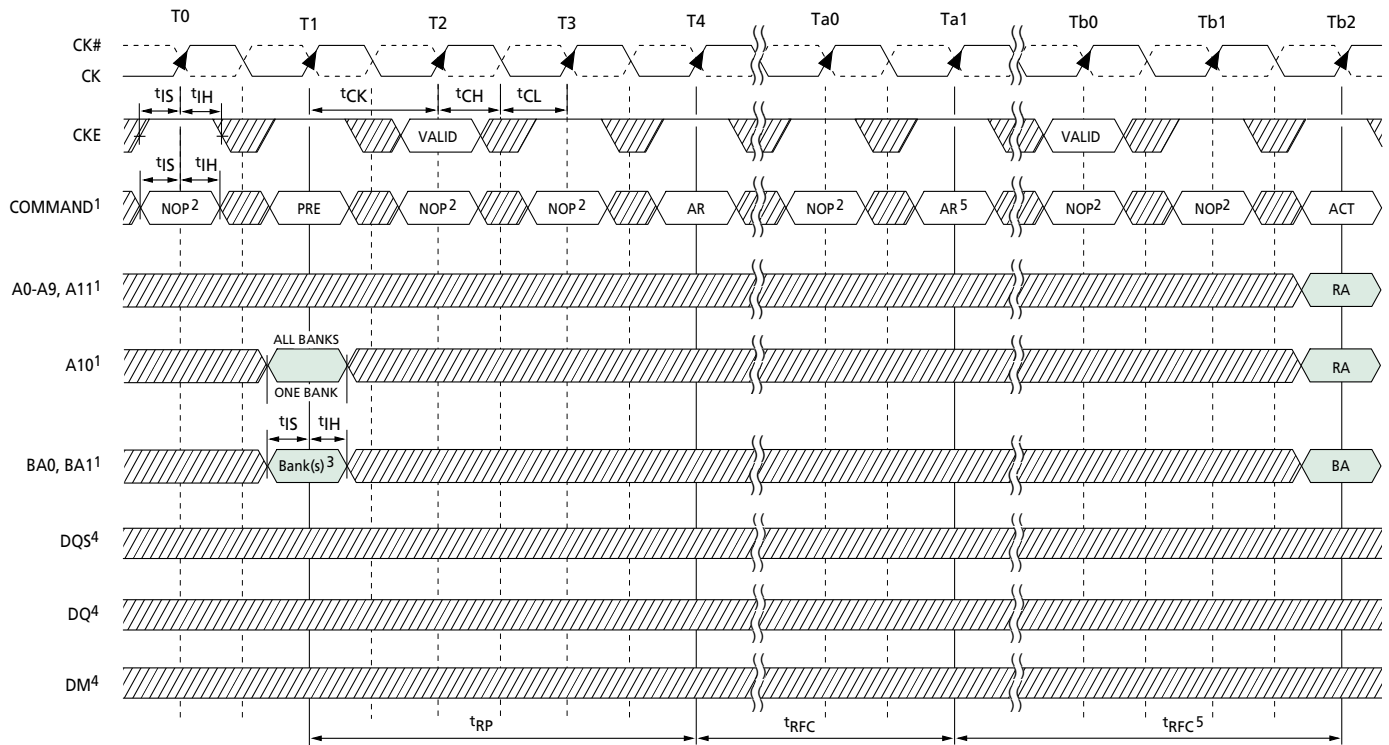 T0 T1 T2 T3 T4 Ta0 Ta1 Tb0 Tb1 Tb2
CK#
CK
tIS tIH tCK tCH tCL
CKE VALID VALID
tIS tIH
COMMAND1 NOP2 PRE NOP2 NOP2 AR NOP2 AR5 NOP2 NOP2 ACT
A0-A9, A111 RA
ALL BANKS
A101 RA
ONE BANK
tIS tIH
BA0, BA11 Bank(s)3 BA
DQS4
DQ4
DM4
tRP tRFC tRFC5